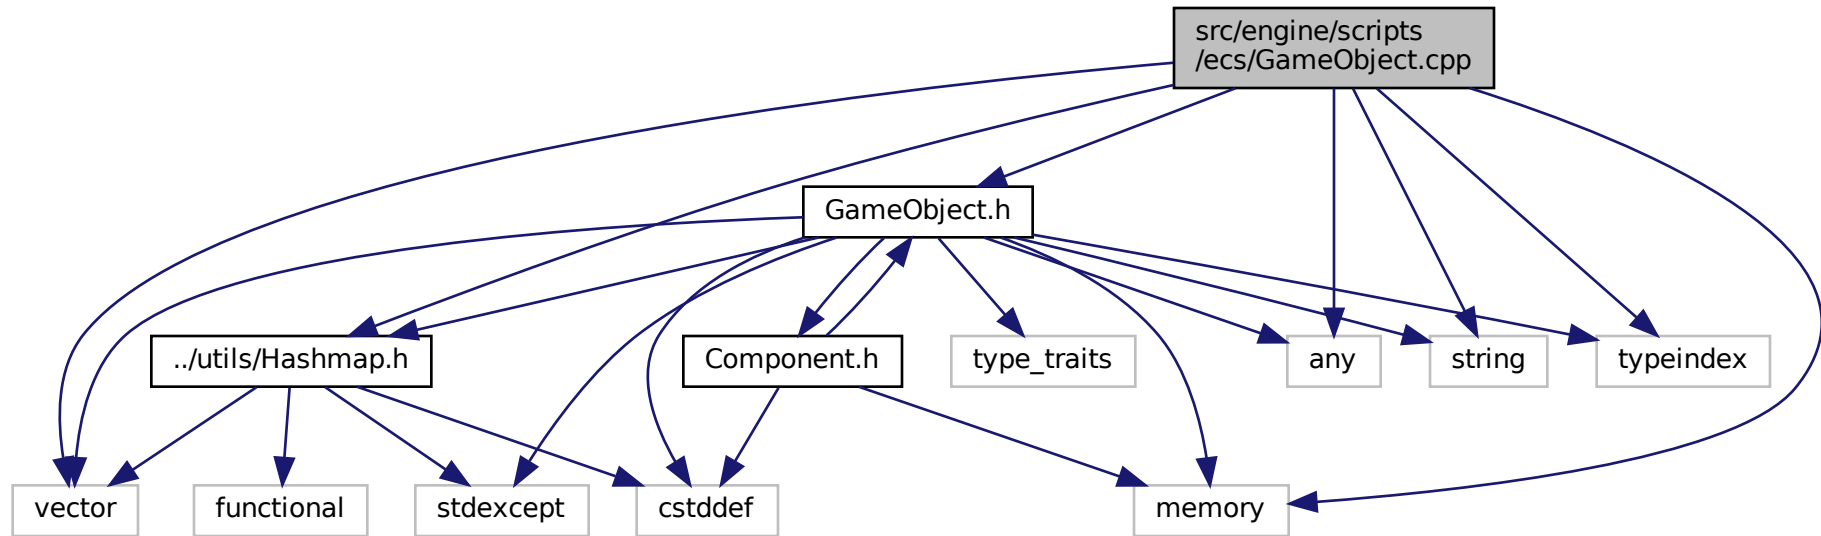 src/engine/scripts
/ecs/GameObject.cpp
GameObject.h
../utils/Hashmap.h
Component.h
type_traits
any
string
typeindex
vector
functional
stdexcept
cstddef
memory